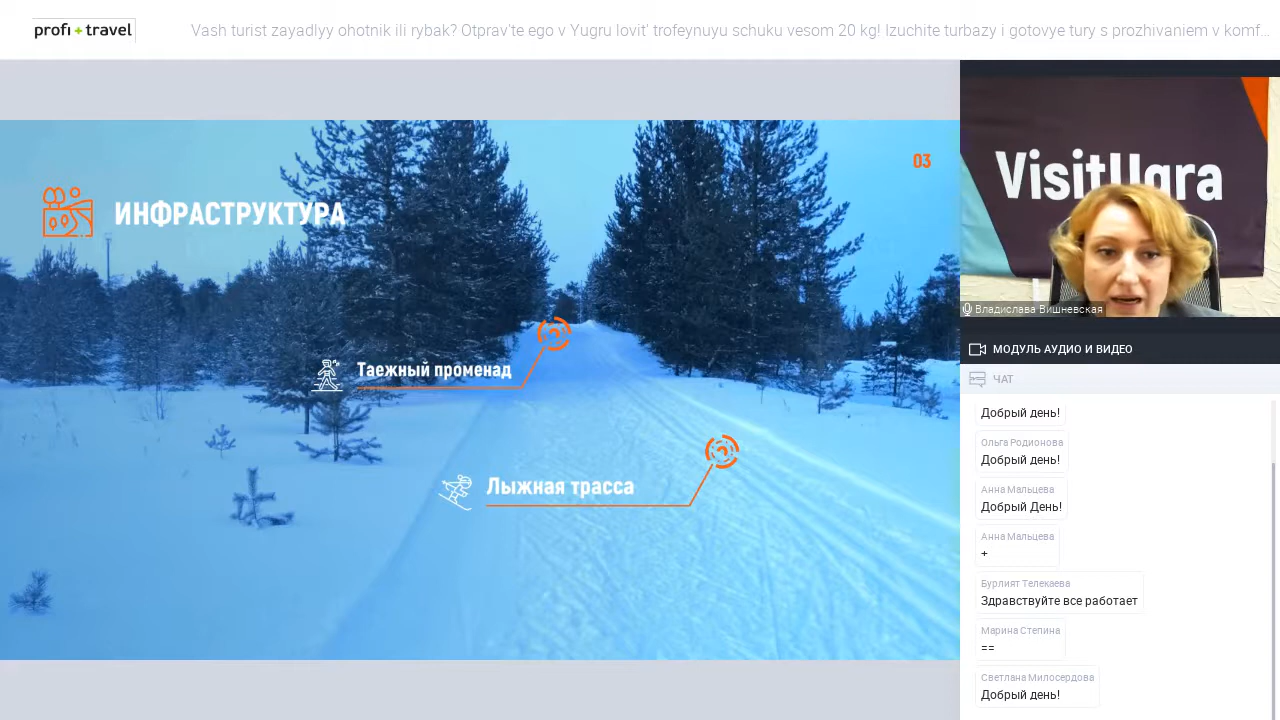 profi + travel
Vash turist zayadlyy ohotnik ili rybak? Otprav'te ego v Yugru lovit' trofeynuyu schuku vesom 20 kg! Izuchite turbazy i gotovye tury s prozhivaniem v komf...
03
ИНФРАСТРУКТУРА
Таежный променад
Лыжная трасса
VisitUgra
Владислава Вишневская
МОДУЛЬ АУДИО И ВИДЕО
ЧАТ
Добрый день!
Ольга Родионова
Добрый день!
Анна Мальцева
Добрый День!
Анна Мальцева
+
Бурлият Телекаева
Здравствуйте все работает
Марина Степина
==
Светлана Милосердова
Добрый день!